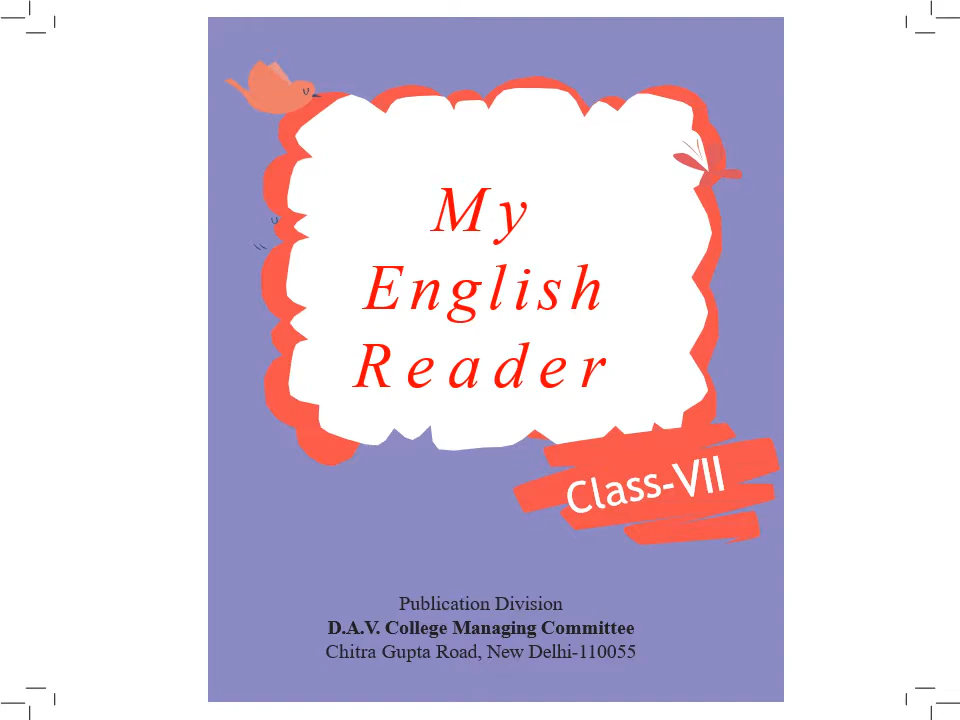 My
English
Reader
Class-VII
Publication Division
D.A.V. College Managing Committee
Chitra Gupta Road, New Delhi-110055